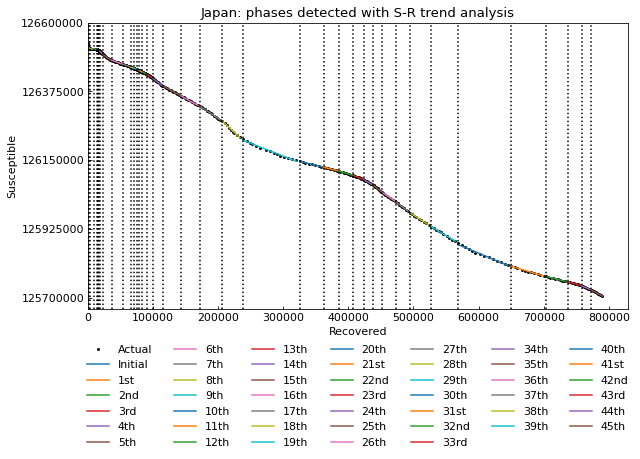 Japan: phases detected with S-R trend analysis
126600000
126375000
126150000
125925000
125700000
Susceptible
0 100000 200000 300000 400000 500000 600000 700000 800000
Recovered
Actual 6th 13th 20th 27th 34th 40th
Initial 7th 14th 21st 28th 35th 41st
1st 8th 15th 22nd 29th 36th 42nd
2nd 9th 16th 23rd 30th 37th 43rd
3rd 10th 17th 24th 31st 38th 44th
4th 11th 18th 25th 32nd 39th 45th
5th 12th 19th 26th 33rd